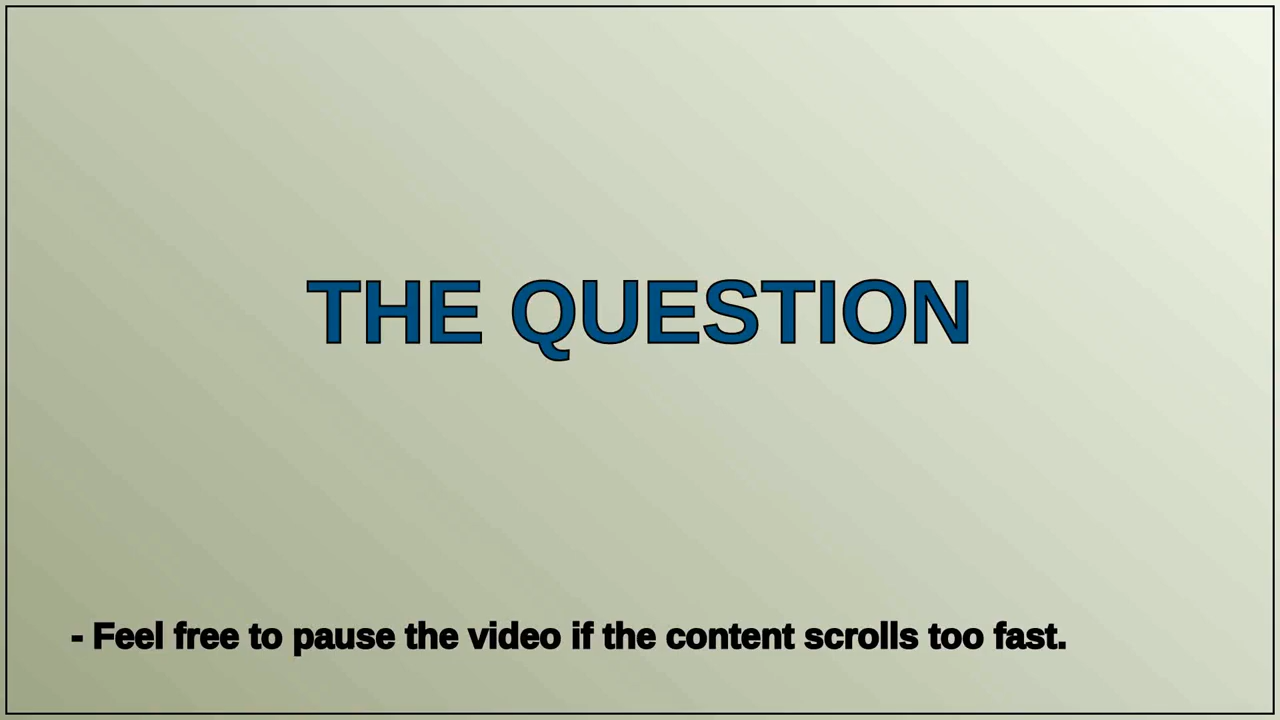 THE QUESTION
- Feel free to pause the video if the content scrolls too fast.